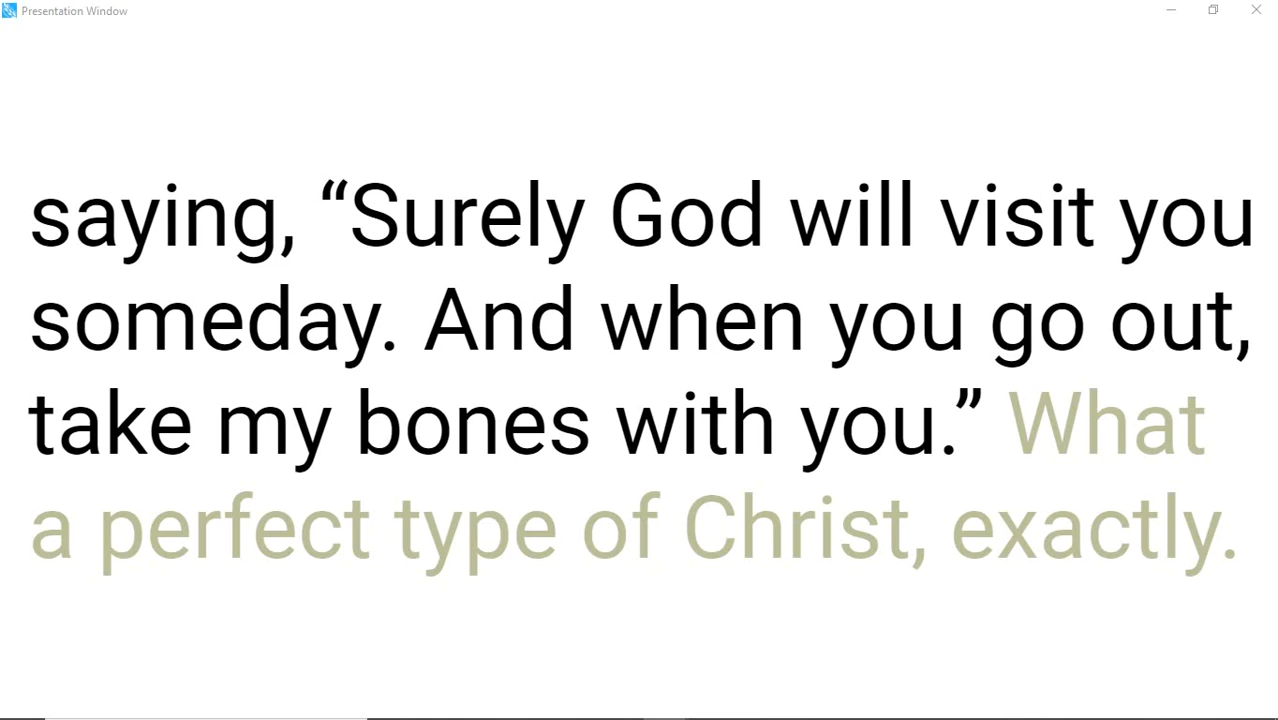 Presentation Window
saying, “Surely God will visit you
someday. And when you go out,
take my bones with you.” What
a perfect type of Christ, exactly.